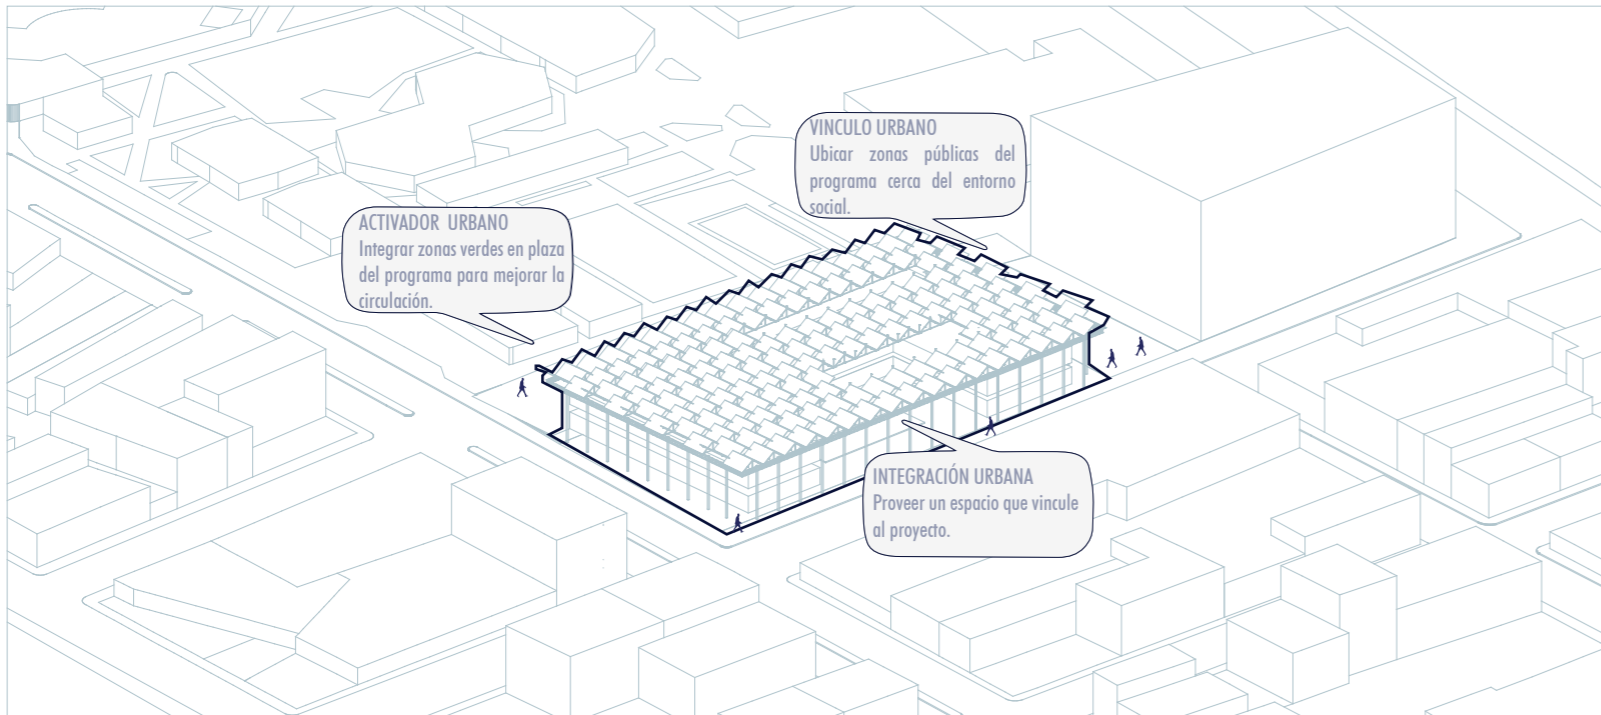 VINCULO URBANO
Ubicar zonas públicas del
programa cerca del entorno
social.
ACTIVADOR URBANO
Integrar zonas verdes en plaza
del programa para mejorar la
circulación.
INTEGRACIÓN URBANA
Proveer un espacio que vincule
al proyecto.